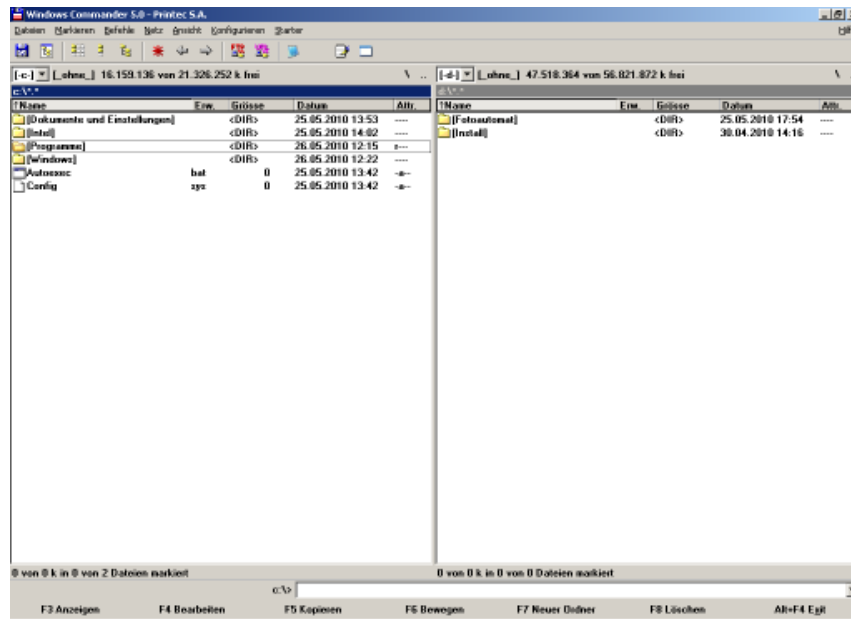 Windows Commander 5.0 - Printec S.A.
Dateien Markieren Befehle Netz Ansicht Konfigurieren Starter
[-c-] [_ohne_] 16.159.136 von 21.326.252 k frei \ ..
[-d-] [_ohne_] 47.518.364 von 56.821.872 k frei \
c:\*.*
d:\*.*
↑Name Erw. Grösse Datum Attr.
[Dokumente und Einstellungen] <DIR> 25.05.2010 13:53 ----
[Intel] <DIR> 25.05.2010 14:02 ----
[Programme] <DIR> 26.05.2010 12:15 r---
[Windows] <DIR> 26.05.2010 12:22 ----
Autoexec bat 0 25.05.2010 13:42 -a--
Config sys 0 25.05.2010 13:42 -a--
↑Name Erw. Grösse Datum Attr.
[Fotoautomat] <DIR> 25.05.2010 17:54 ----
[Install] <DIR> 30.04.2010 14:16 ----
0 von 0 k in 0 von 2 Dateien markiert
0 von 0 k in 0 von 0 Dateien markiert
c:\>
F3 Anzeigen F4 Bearbeiten F5 Kopieren F6 Bewegen F7 Neuer Ordner F8 Löschen Alt+F4 Exit